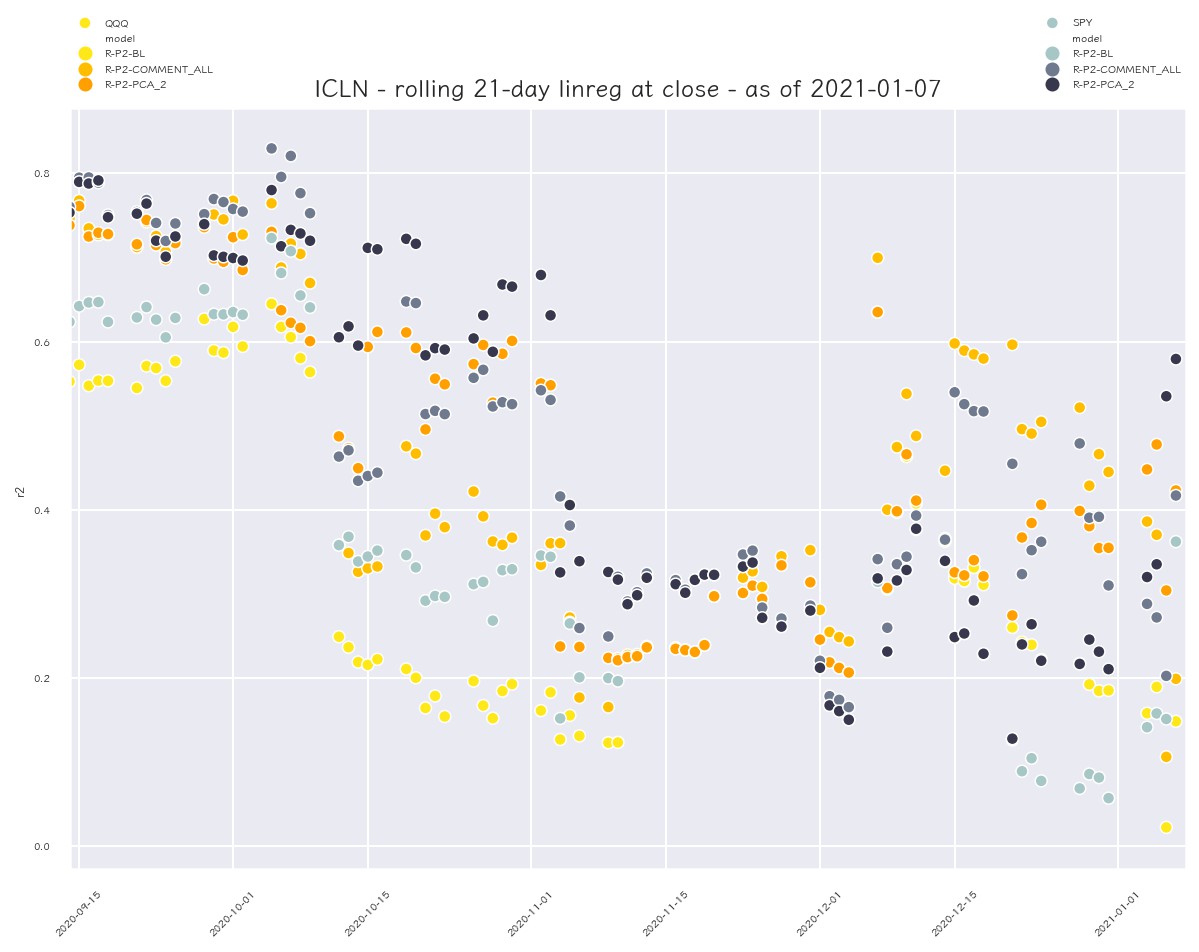 QQQ
model
R-P2-BL
R-P2-COMMENT_ALL
R-P2-PCA_2
SPY
model
R-P2-BL
R-P2-COMMENT_ALL
R-P2-PCA_2
ICLN - rolling 21-day linreg at close - as of 2021-01-07
r2
0.8
0.6
0.4
0.2
0.0
2020-09-15
2020-10-01
2020-10-15
2020-11-01
2020-11-15
2020-12-01
2020-12-15
2021-01-01